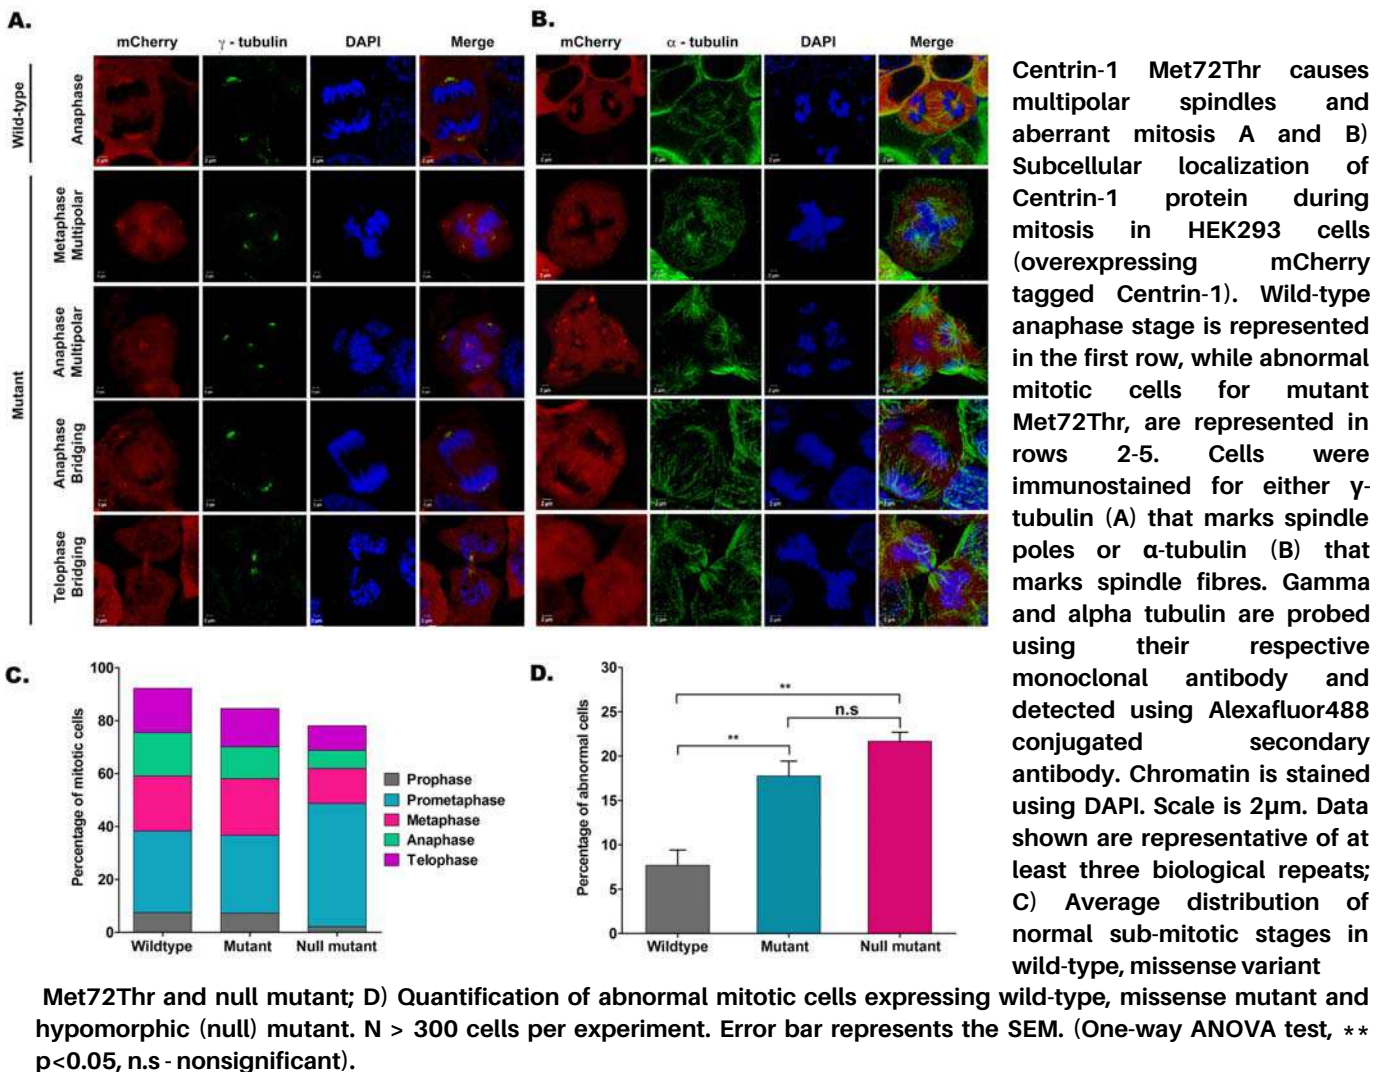 A.
mCherry γ - tubulin DAPI Merge
Wild-type
Anaphase
Mutant
Metaphase
Multipolar
Anaphase
Multipolar
Anaphase
Bridging
Telophase
Bridging
B.
mCherry α - tubulin DAPI Merge
C.
Percentage of mitotic cells
100
80
60
40
20
0
Wildtype Mutant Null mutant
Prophase
Prometaphase
Metaphase
Anaphase
Telophase
D.
Percentage of abnormal cells
30
25
20
15
10
5
0
**
n.s
**
Wildtype Mutant Null mutant
Centrin-1 Met72Thr causes
multipolar spindles and
aberrant mitosis A and B)
Subcellular localization of
Centrin-1 protein during
mitosis in HEK293 cells
(overexpressing mCherry
tagged Centrin-1). Wild-type
anaphase stage is represented
in the first row, while abnormal
mitotic cells for mutant
Met72Thr, are represented in
rows 2-5. Cells were
immunostained for either γ-
tubulin (A) that marks spindle
poles or α-tubulin (B) that
marks spindle fibres. Gamma
and alpha tubulin are probed
using their respective
monoclonal antibody and
detected using Alexafluor488
conjugated secondary
antibody. Chromatin is stained
using DAPI. Scale is 2μm. Data
shown are representative of at
least three biological repeats;
C) Average distribution of
normal sub-mitotic stages in
wild-type, missense variant
Met72Thr and null mutant; D) Quantification of abnormal mitotic cells expressing wild-type, missense mutant and
hypomorphic (null) mutant. N > 300 cells per experiment. Error bar represents the SEM. (One-way ANOVA test, **
p<0.05, n.s - nonsignificant).